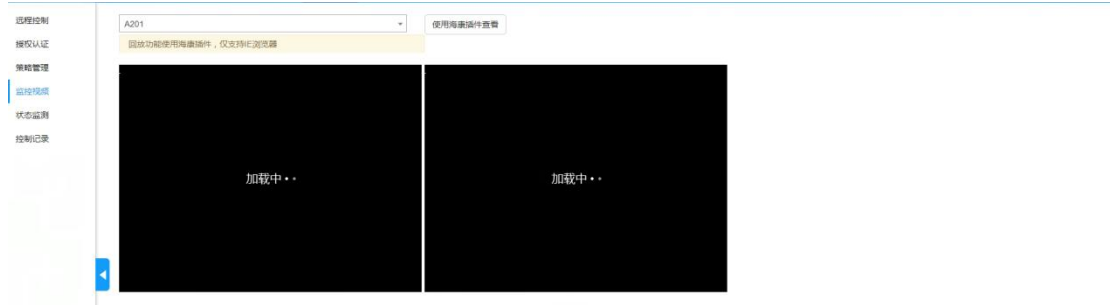 远程控制
授权认证
策略管理
监控视频
状态监测
控制记录
A201
使用海康插件查看
回放功能使用海康插件，仅支持IE浏览器
加载中
加载中